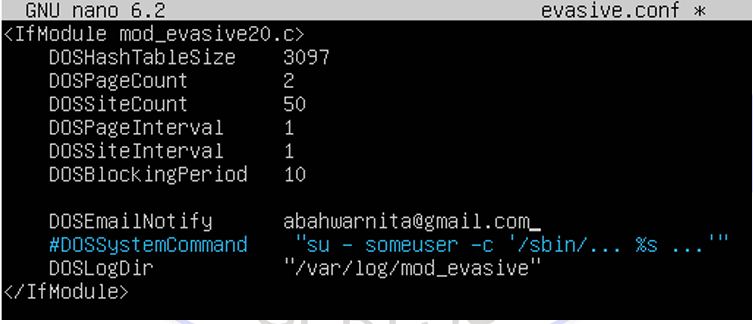 GNU nano 6.2 evasive.conf *
<IfModule mod_evasive20.c>
DOSHashTableSize 3097
DOSPageCount 2
DOSSiteCount 50
DOSPageInterval 1
DOSSiteInterval 1
DOSBlockingPeriod 10
DOSEmailNotify abahwarnita@gmail.com_
#DOSSystemCommand "su - someuser -c '/sbin/... %s ...'"
DOSLogDir "/var/log/mod_evasive"
</IfModule>